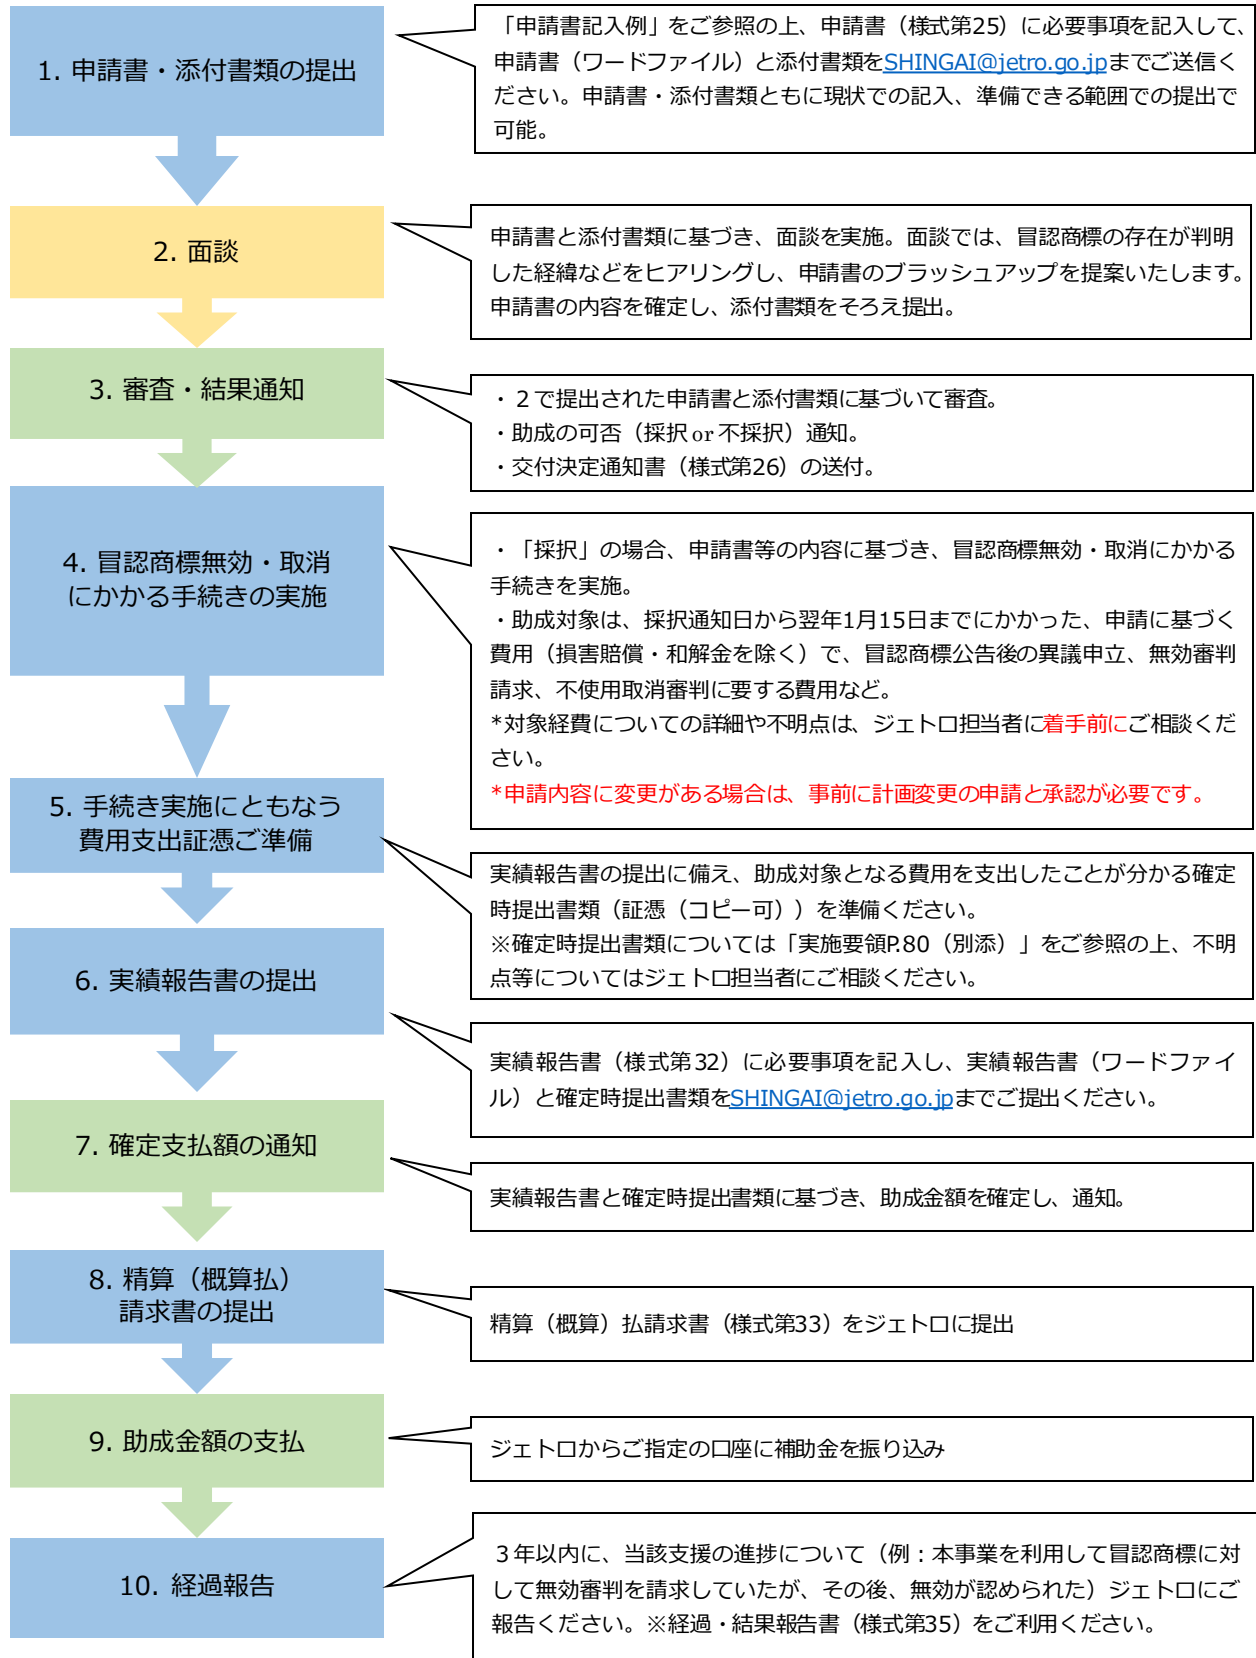 1. 申請書・添付書類の提出
「申請書記入例」をご参照の上、申請書（様式第25）に必要事項を記入して、
申請書（ワードファイル）と添付書類をSHINGAI@jetro.go.jpまでご送信く
ださい。申請書・添付書類ともに現状での記入、準備できる範囲での提出で
可能。
2. 面談
申請書と添付書類に基づき、面談を実施。面談では、冒認商標の存在が判明
した経緯などをヒアリングし、申請書のブラッシュアップを提案いたします。
申請書の内容を確定し、添付書類をそろえ提出。
3. 審査・結果通知
・２で提出された申請書と添付書類に基づいて審査。
・助成の可否（採択 or 不採択）通知。
・交付決定通知書（様式第26）の送付。
4. 冒認商標無効・取消
にかかる手続きの実施
・「採択」の場合、申請書等の内容に基づき、冒認商標無効・取消にかかる
手続きを実施。
・助成対象は、採択通知日から翌年1月15日までにかかった、申請に基づく
費用（損害賠償・和解金を除く）で、冒認商標公告後の異議申立、無効審判
請求、不使用取消審判に要する費用など。
*対象経費についての詳細や不明点は、ジェトロ担当者に着手前にご相談くだ
さい。
*申請内容に変更がある場合は、事前に計画変更の申請と承認が必要です。
5. 手続き実施にともなう
費用支出証憑ご準備
実績報告書の提出に備え、助成対象となる費用を支出したことが分かる確定
時提出書類（証憑（コピー可））を準備ください。
※確定時提出書類については「実施要領P.80（別添）」をご参照の上、不明
点等についてはジェトロ担当者にご相談ください。
6. 実績報告書の提出
実績報告書（様式第32）に必要事項を記入し、実績報告書（ワードファイ
ル）と確定時提出書類をSHINGAI@jetro.go.jpまでご提出ください。
7. 確定支払額の通知
実績報告書と確定時提出書類に基づき、助成金額を確定し、通知。
8. 精算（概算払）
請求書の提出
精算（概算）払請求書（様式第33）をジェトロに提出
9. 助成金額の支払
ジェトロからご指定の口座に補助金を振り込み
10. 経過報告
３年以内に、当該支援の進捗について（例：本事業を利用して冒認商標に対
して無効審判を請求していたが、その後、無効が認められた）ジェトロにご
報告ください。※経過・結果報告書（様式第35）をご利用ください。